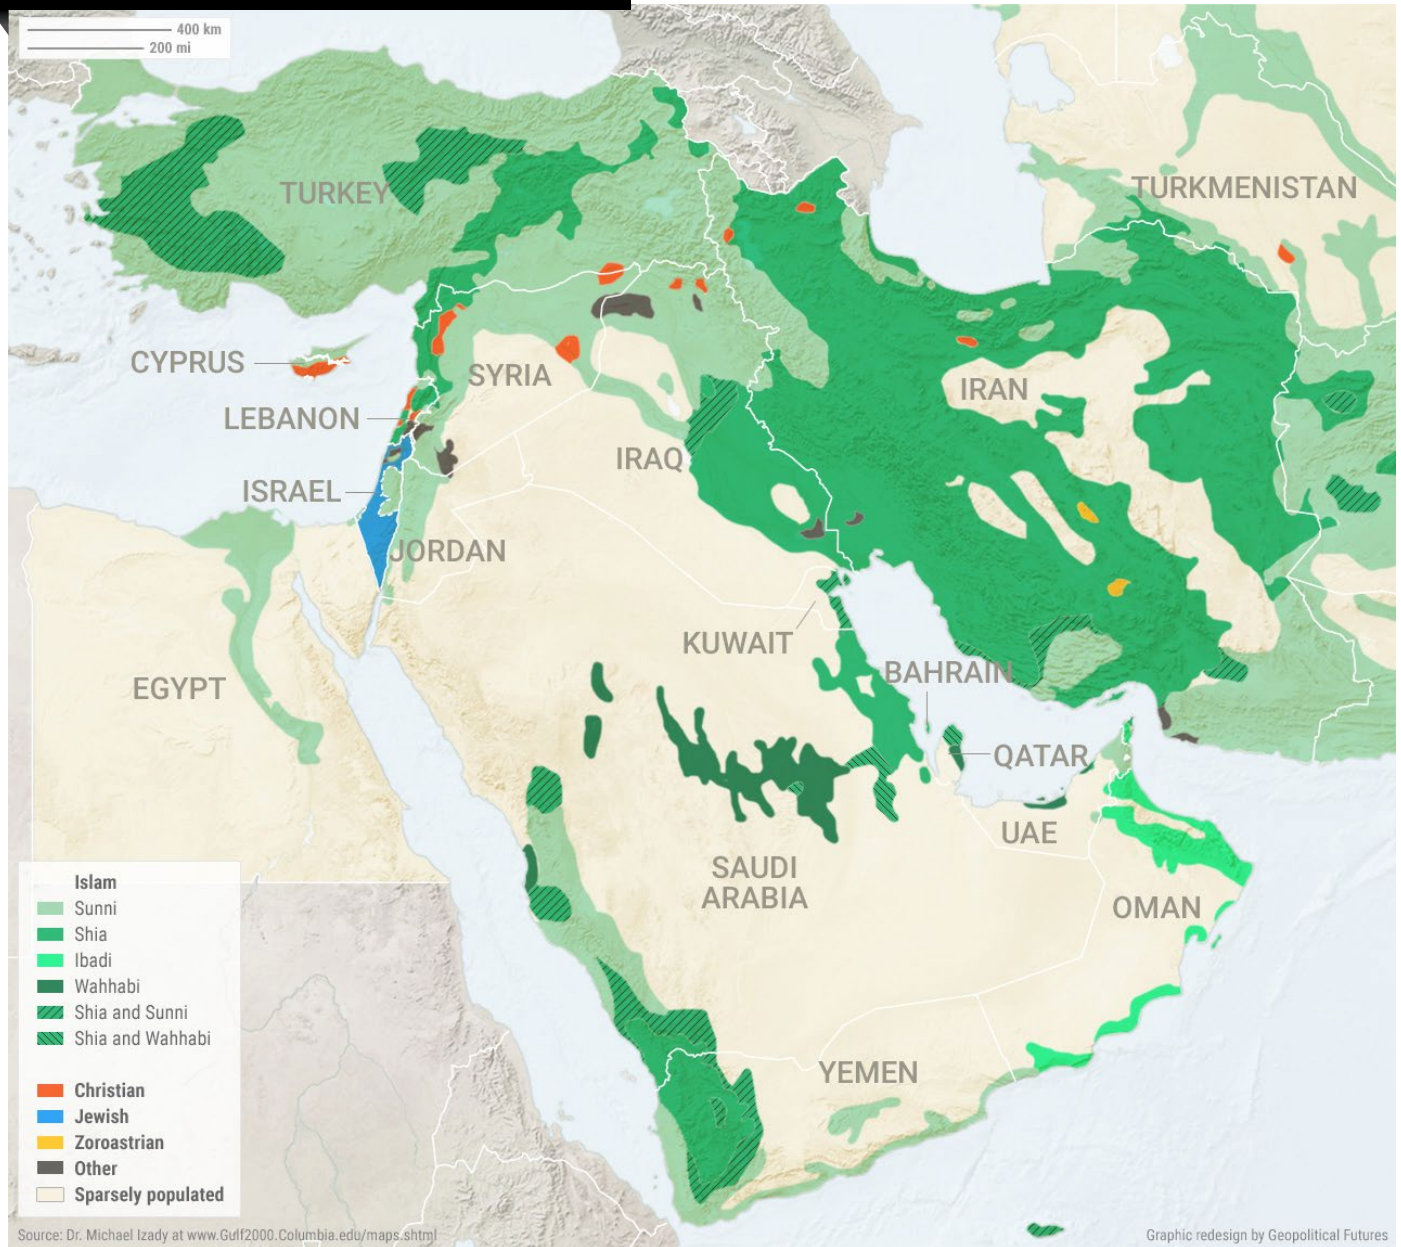 400 km
200 mi
TURKEY
TURKMENISTAN
CYPRUS
SYRIA
IRAN
LEBANON
IRAQ
ISRAEL
JORDAN
KUWAIT
BAHRAIN
EGYPT
QATAR
UAE
SAUDI
ARABIA
OMAN
YEMEN
Islam
Sunni
Shia
Ibadi
Wahhabi
Shia and Sunni
Shia and Wahhabi
Christian
Jewish
Zoroastrian
Other
Sparsely populated
Source: Dr. Michael Izady at www.Gulf2000.Columbia.edu/maps.shtml
Graphic redesign by Geopolitical Futures